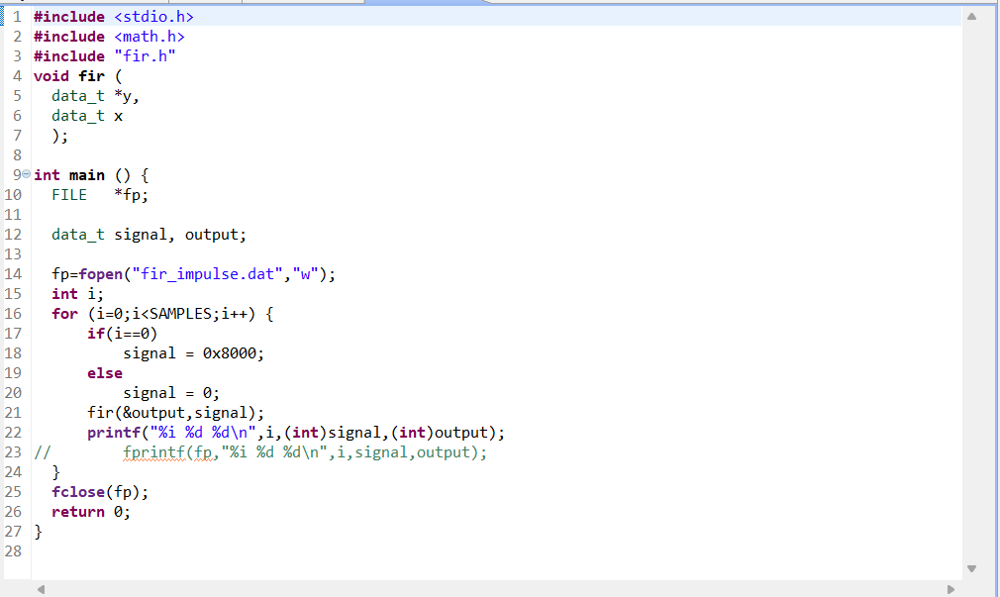 1 #include <stdio.h>
2 #include <math.h>
3 #include "fir.h"
4 void fir (
5   data_t *y,
6   data_t x
7   );
8
9 int main () {
10   FILE   *fp;
11
12   data_t signal, output;
13
14   fp=fopen("fir_impulse.dat","w");
15   int i;
16   for (i=0;i<SAMPLES;i++) {
17       if(i==0)
18           signal = 0x8000;
19       else
20           signal = 0;
21       fir(&output,signal);
22       printf("%i %d %d\n",i,(int)signal,(int)output);
23 //        fprintf(fp,"%i %d %d\n",i,signal,output);
24   }
25   fclose(fp);
26   return 0;
27 }
28